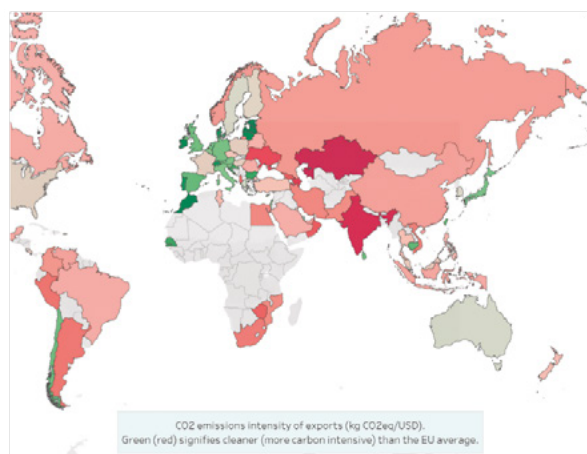 CO2 emissions intensity of exports (kg CO2eq/USD).
Green (red) signifies cleaner (more carbon intensive) than the EU average.